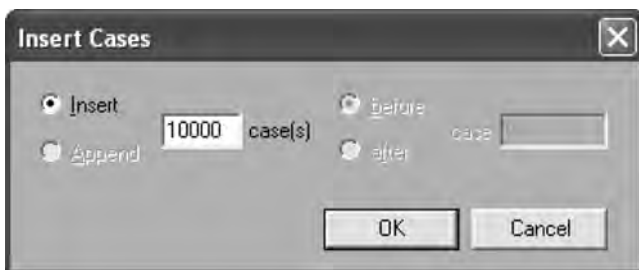 Insert Cases
Insert
10000 case(s)
Append
before
after
case
OK
Cancel